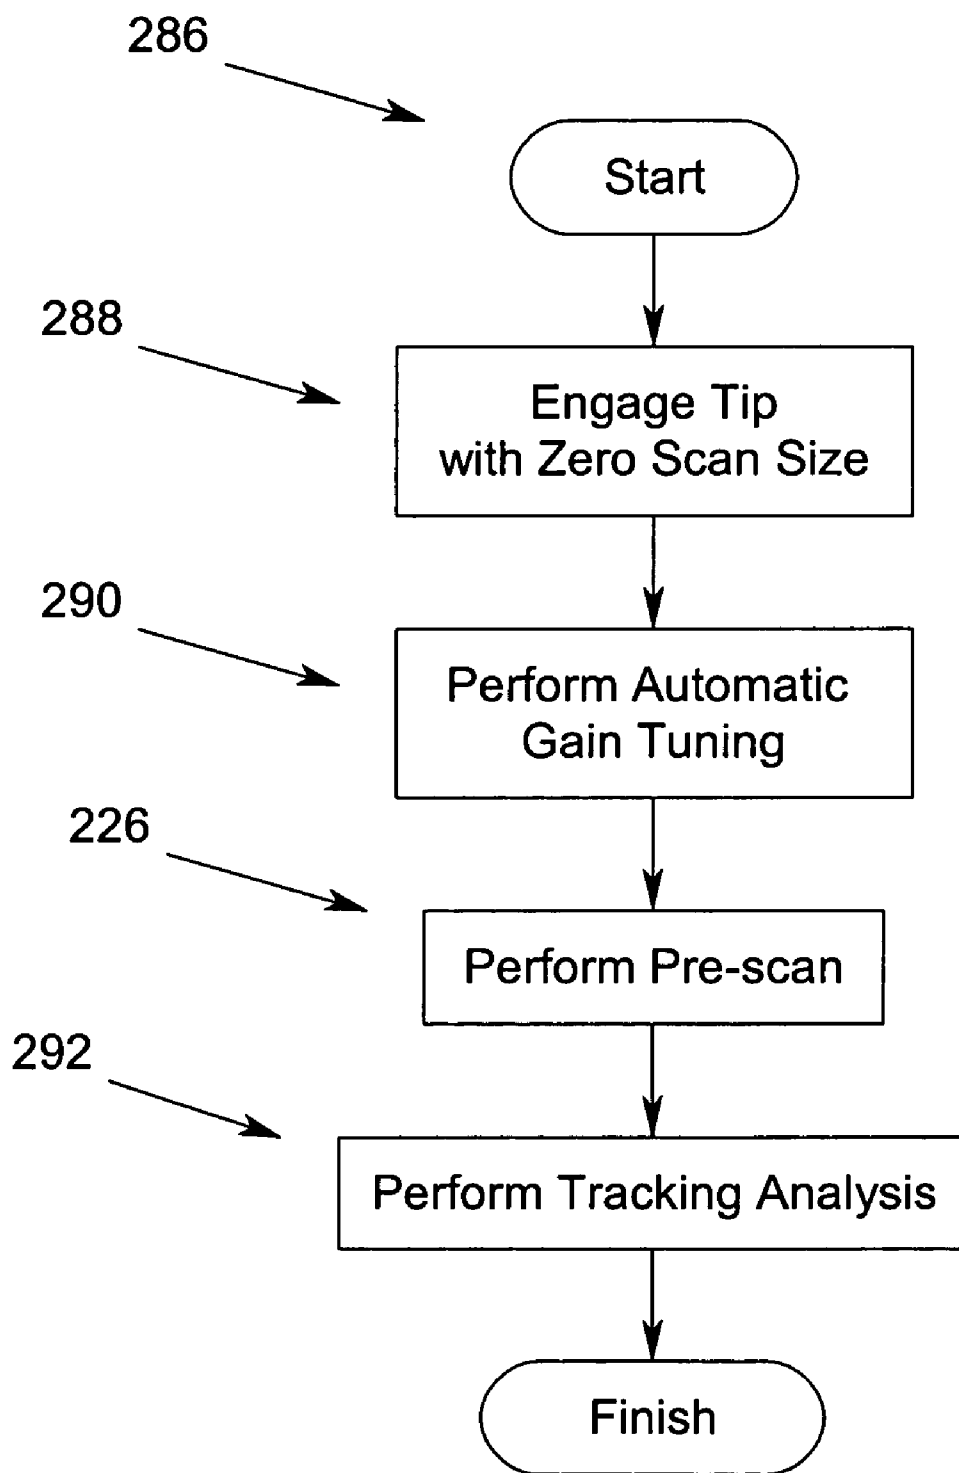 286
Start
288
Engage Tip
with Zero Scan Size
290
Perform Automatic
Gain Tuning
226
Perform Pre-scan
292
Perform Tracking Analysis
Finish